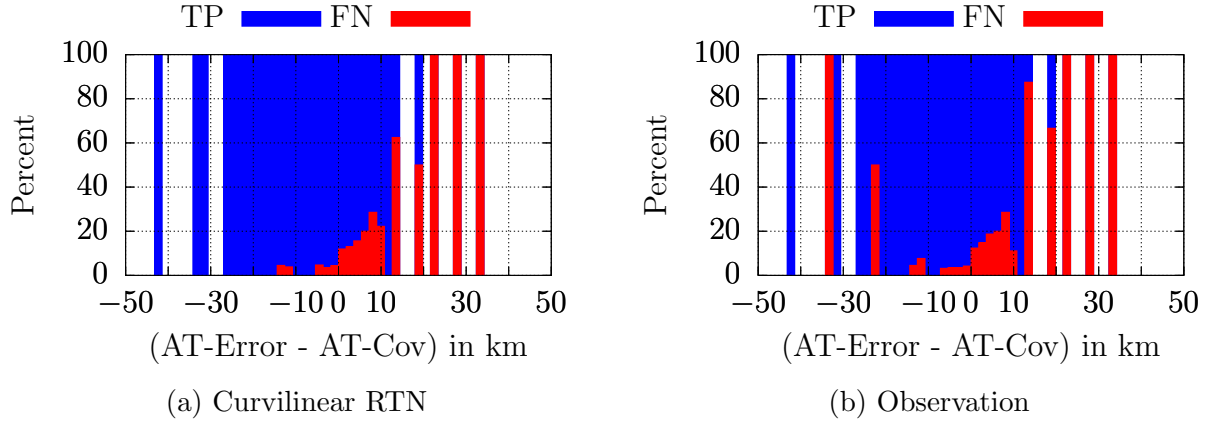 TP FN
100
80
60
40
20
0
Percent
−50 −30 −10 0 10 30 50
(AT-Error - AT-Cov) in km
(a) Curvilinear RTN
TP FN
100
80
60
40
20
0
Percent
−50 −30 −10 0 10 30 50
(AT-Error - AT-Cov) in km
(b) Observation